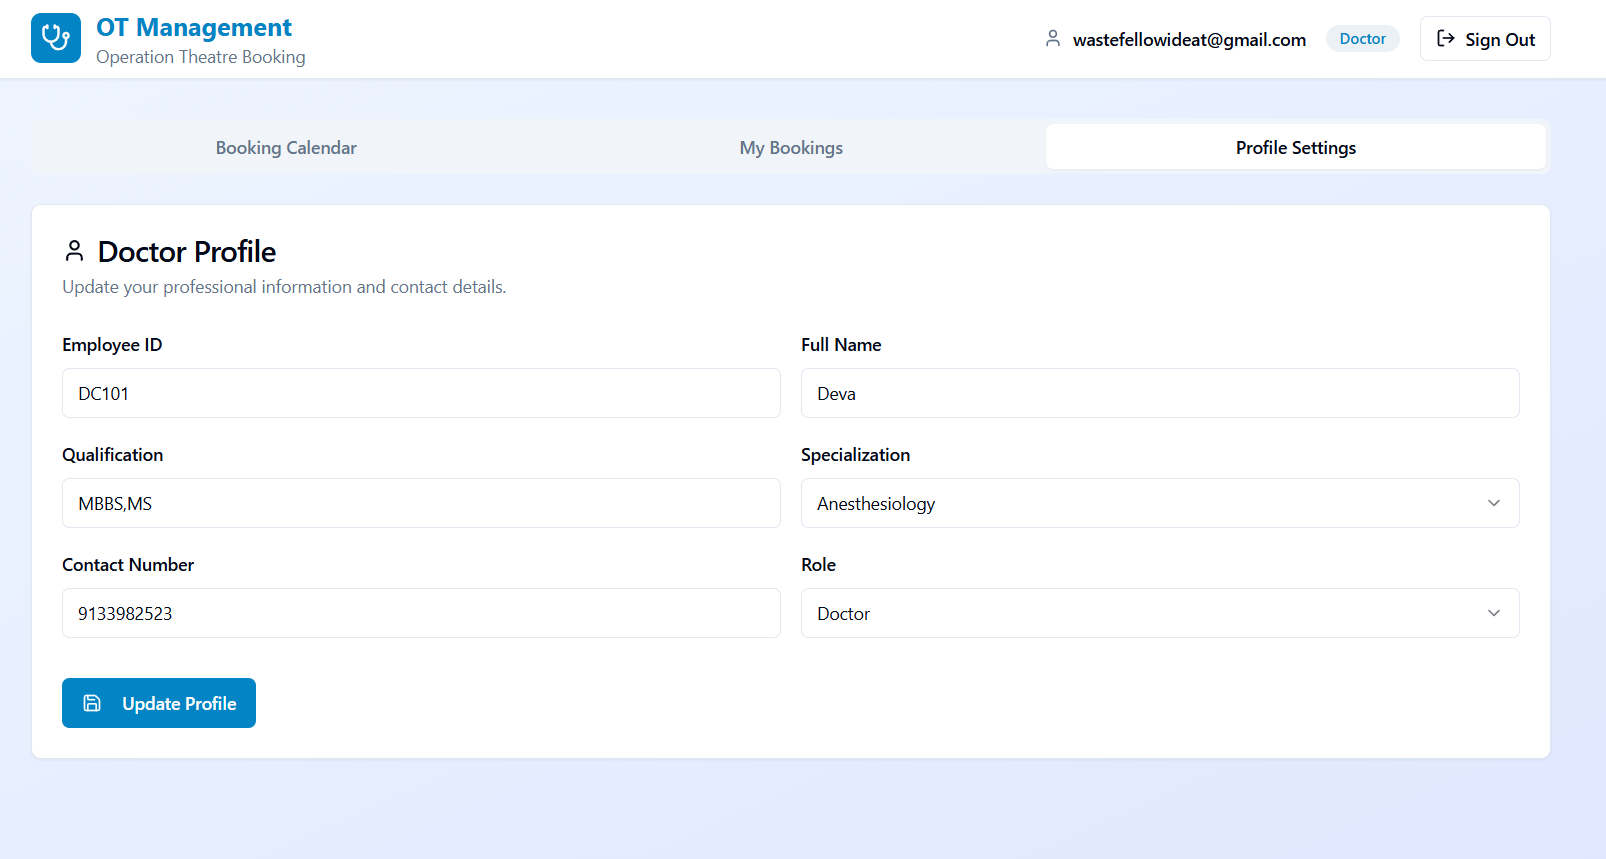 OT Management
Operation Theatre Booking
wastefellowideat@gmail.com
Doctor
Sign Out
Booking Calendar
My Bookings
Profile Settings
Doctor Profile
Update your professional information and contact details.
Employee ID
Full Name
DC101
Deva
Qualification
Specialization
MBBS,MS
Anesthesiology
Contact Number
Role
9133982523
Doctor
Update Profile